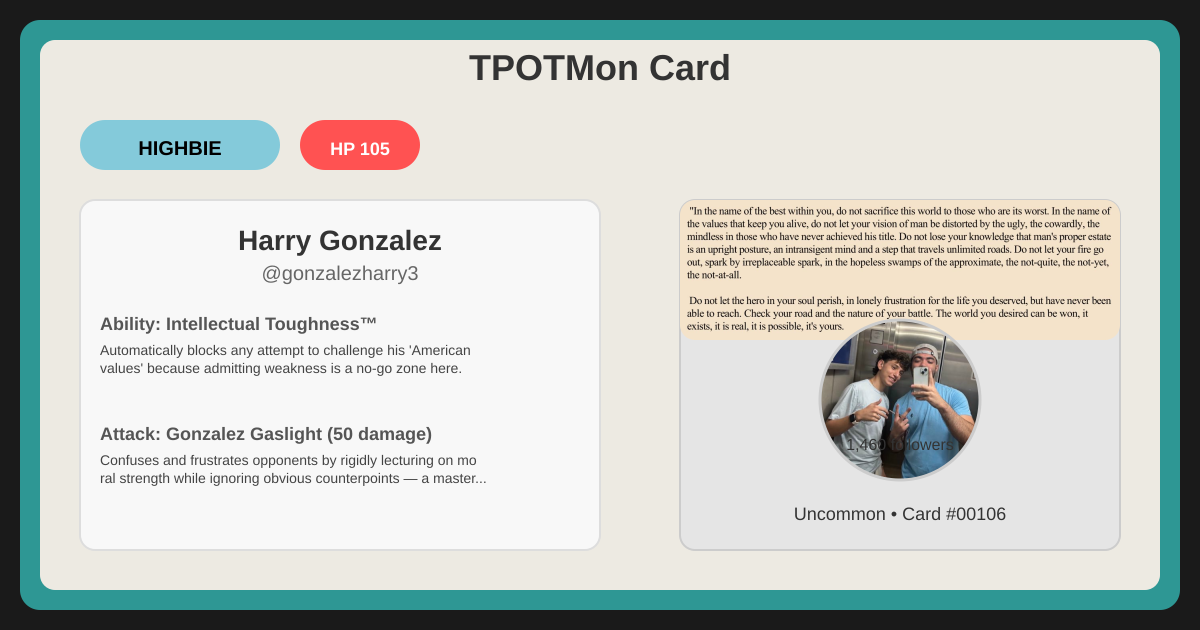 TPOTMon Card
HIGHBIE
HP 105
Harry Gonzalez
@gonzalezharry3
Ability: Intellectual Toughness™
Automatically blocks any attempt to challenge his 'American
values' because admitting weakness is a no-go zone here.
Attack: Gonzalez Gaslight (50 damage)
Confuses and frustrates opponents by rigidly lecturing on mo
ral strength while ignoring obvious counterpoints — a master...
"In the name of the best within you, do not sacrifice this world to those who are its worst. In the name of
the values that keep you alive, do not let your vision of man be distorted by the ugly, the cowardly, the
mindless in those who have never achieved his title. Do not lose your knowledge that man's proper estate
is an upright posture, an intransigent mind and a step that travels unlimited roads. Do not let your fire go
out, spark by irreplaceable spark, in the hopeless swamps of the approximate, the not-quite, the not-yet,
the not-at-all.
Do not let the hero in your soul perish, in lonely frustration for the life you deserved, but have never been
able to reach. Check your road and the nature of your battle. The world you desired can be won, it
exists, it is real, it is possible, it's yours.
1,460 followers
Uncommon • Card #00106